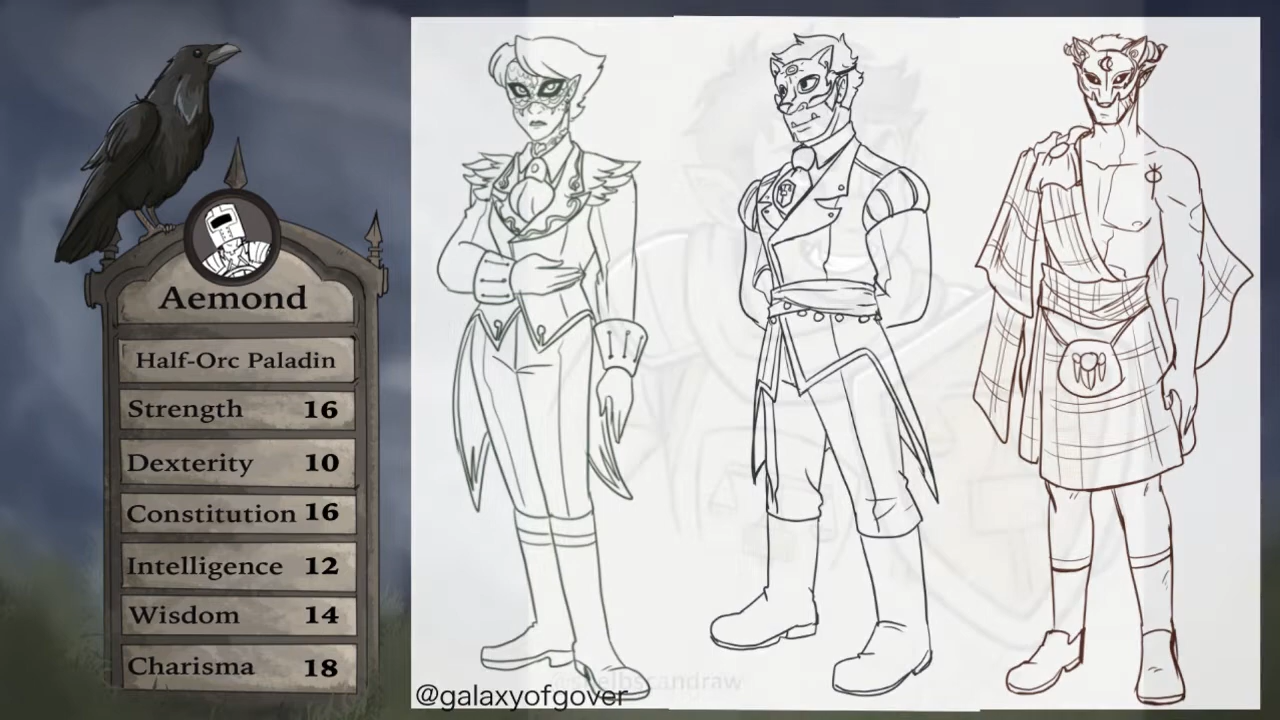 Aemond
Half-Orc Paladin
Strength 16
Dexterity 10
Constitution 16
Intelligence 12
Wisdom 14
Charisma 18
@galaxyofgover